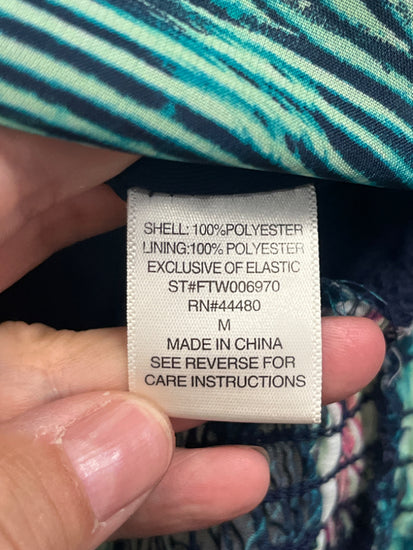 SHELL: 100%POLYESTER
LINING:100% POLYESTER
EXCLUSIVE OF ELASTIC
ST#FTW006970
RN#44480
M
MADE IN CHINA
SEE REVERSE FOR
CARE INSTRUCTIONS